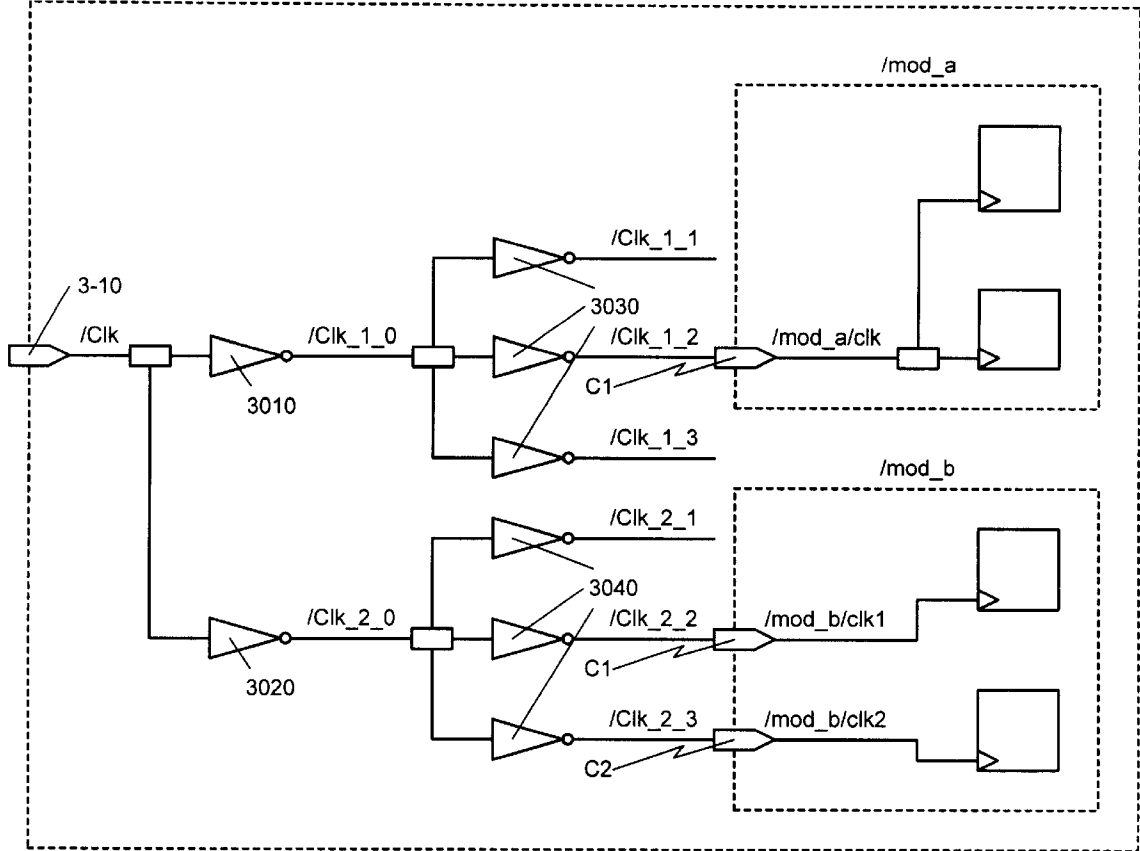 /mod_a
/Clk_1_1
3-10
3030
/Clk
/Clk_1_0
/Clk_1_2
/mod_a/clk
C1
3010
/Clk_1_3
/mod_b
/Clk_2_1
3040
/Clk_2_0
/Clk_2_2
/mod_b/clk1
C1
3020
/Clk_2_3
/mod_b/clk2
C2